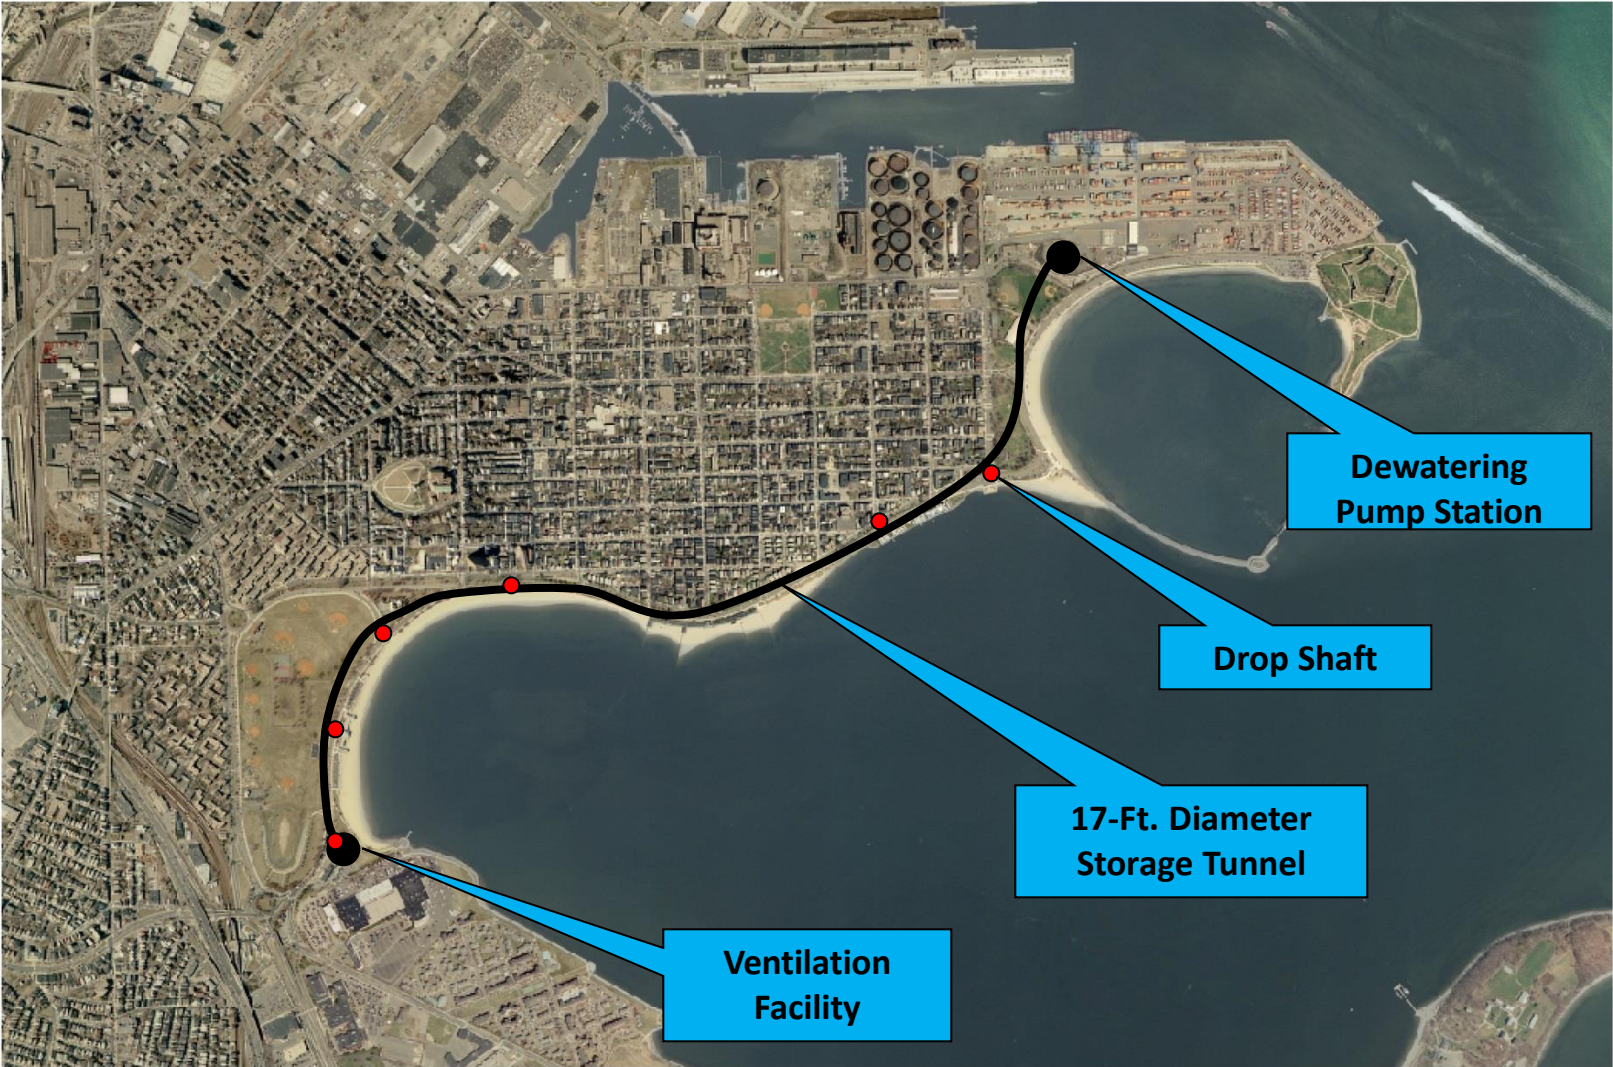 Dewatering
Pump Station
Drop Shaft
17-Ft. Diameter
Storage Tunnel
Ventilation
Facility